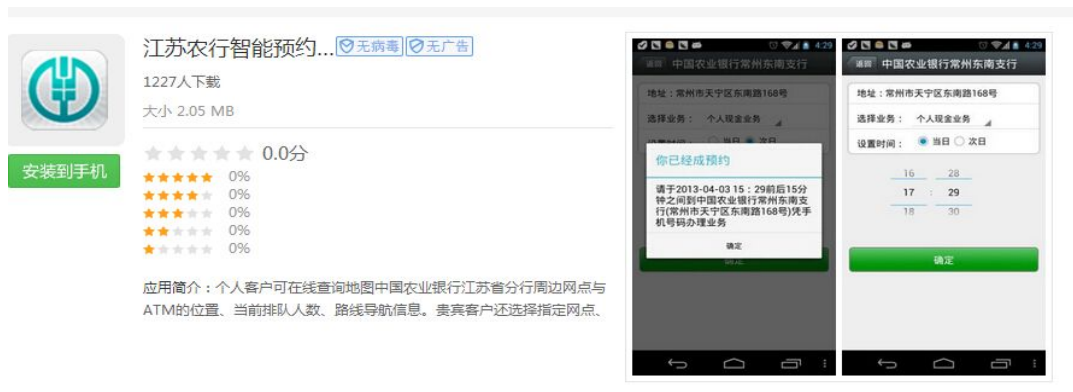 江苏农行智能预约... 无病毒 无广告
1227人下载
大小 2.05 MB
安装到手机
0.0分
0%
0%
0%
0%
0%
应用简介：个人客户可在线查询地图中国农业银行江苏省分行周边网点与
ATM的位置、当前排队人数、路线导航信息。贵宾客户还选择指定网点、
4:29
返回 中国农业银行常州东南支行
地址：常州市天宁区东南路168号
选择业务： 个人现金业务
设置时间： 当日 次日
你已经成预约
请于2013-04-03 15：29前后15分
钟之间到中国农业银行常州东南支
行(常州市天宁区东南路168号)凭手
机号码办理业务
确定
确定
4:29
返回 中国农业银行常州东南支行
地址：常州市天宁区东南路168号
选择业务： 个人现金业务
设置时间： 当日 次日
16 28
17 : 29
18 30
确定